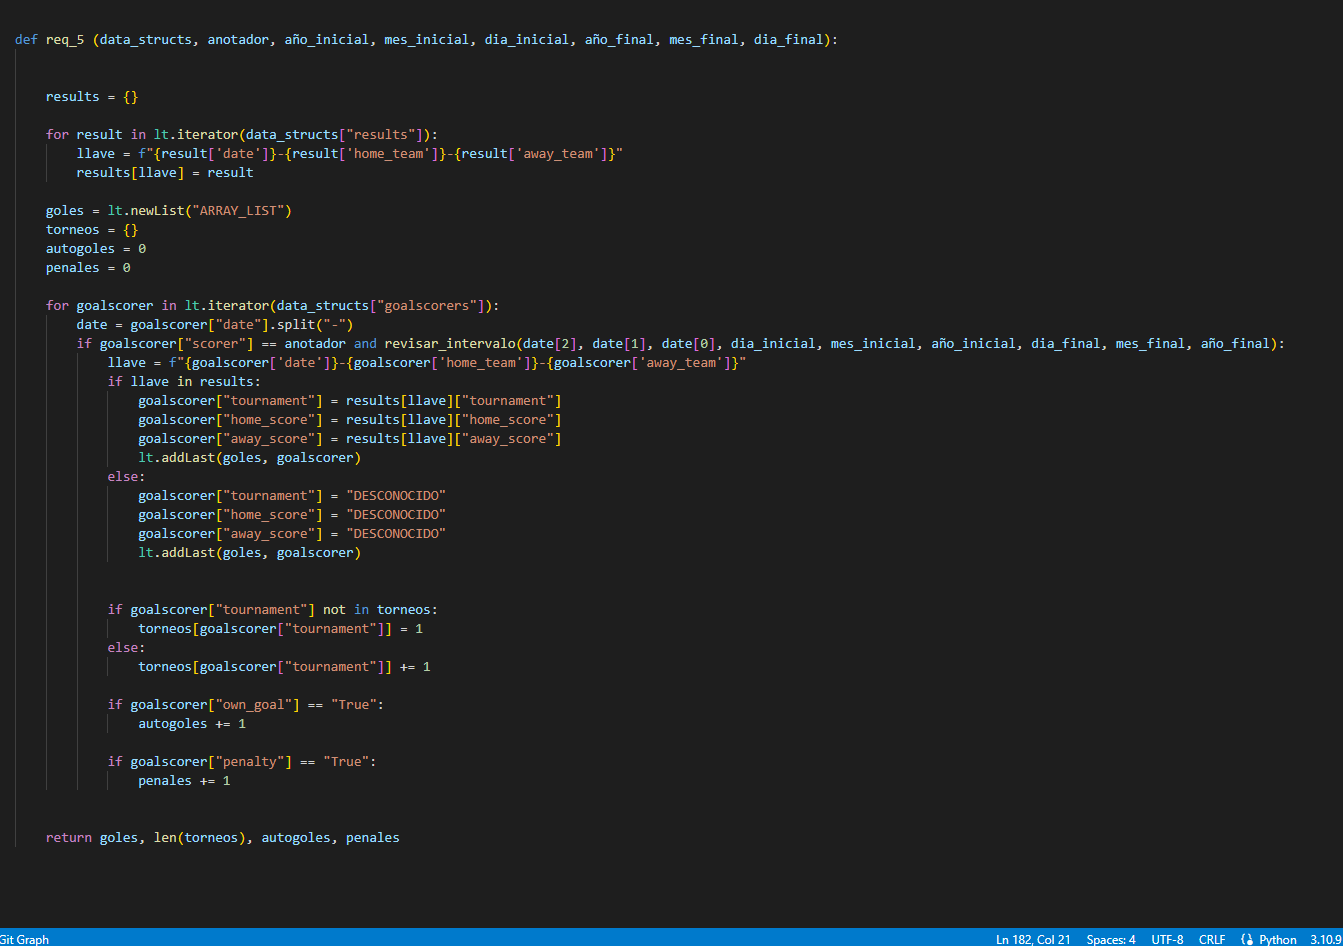 def req_5 (data_structs, anotador, año_inicial, mes_inicial, dia_inicial, año_final, mes_final, dia_final):
results = {}
for result in lt.iterator(data_structs["results"]):
llave = f"{result['date']}-{result['home_team']}-{result['away_team']}"
results[llave] = result
goles = lt.newList("ARRAY_LIST")
torneos = {}
autogoles = 0
penales = 0
for goalscorer in lt.iterator(data_structs["goalscorers"]):
date = goalscorer["date"].split("-")
if goalscorer["scorer"] == anotador and revisar_intervalo(date[2], date[1], date[0], dia_inicial, mes_inicial, año_inicial, dia_final, mes_final, año_final):
llave = f"{goalscorer['date']}-{goalscorer['home_team']}-{goalscorer['away_team']}"
if llave in results:
goalscorer["tournament"] = results[llave]["tournament"]
goalscorer["home_score"] = results[llave]["home_score"]
goalscorer["away_score"] = results[llave]["away_score"]
lt.addLast(goles, goalscorer)
else:
goalscorer["tournament"] = "DESCONOCIDO"
goalscorer["home_score"] = "DESCONOCIDO"
goalscorer["away_score"] = "DESCONOCIDO"
lt.addLast(goles, goalscorer)
if goalscorer["tournament"] not in torneos:
torneos[goalscorer["tournament"]] = 1
else:
torneos[goalscorer["tournament"]] += 1
if goalscorer["own_goal"] == "True":
autogoles += 1
if goalscorer["penalty"] == "True":
penales += 1
return goles, len(torneos), autogoles, penales
Git Graph Ln 182, Col 21 Spaces: 4 UTF-8 CRLF Python 3.10.9